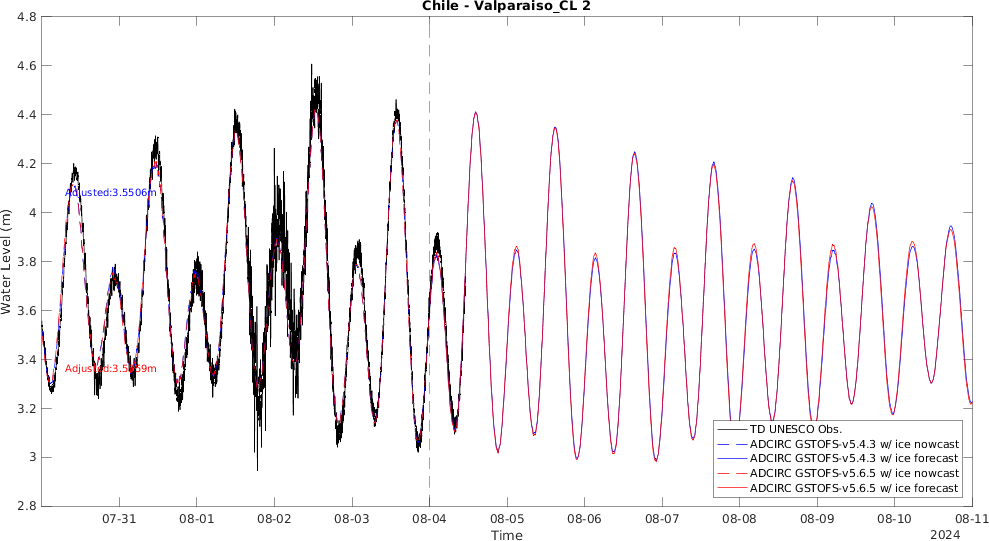 Chile - Valparaiso_CL 2
Water Level (m)
4.8
4.6
4.4
4.2
4
3.8
3.6
3.4
3.2
3
2.8
Adjusted:3.5506m
TD UNESCO Obs.
ADCIRC GSTOFS-v5.4.3 w/ ice nowcast
ADCIRC GSTOFS-v5.4.3 w/ ice forecast
ADCIRC GSTOFS-v5.6.5 w/ ice nowcast
ADCIRC GSTOFS-v5.6.5 w/ ice forecast
07-31 08-01 08-02 08-03 08-04 08-05 08-06 08-07 08-08 08-09 08-10 08-11
Time
2024